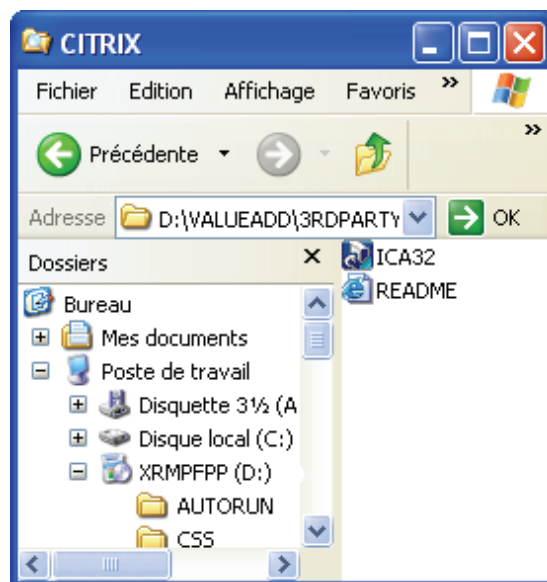 CITRIX
Fichier Edition Affichage Favoris »
Précédente »
Adresse D:\VALUEADD\3RDPARTY OK
Dossiers × ICA32
Bureau README
Mes documents
Poste de travail
Disquette 3½ (A
Disque local (C:)
XRMPFPP (D:)
AUTORUN
CSS